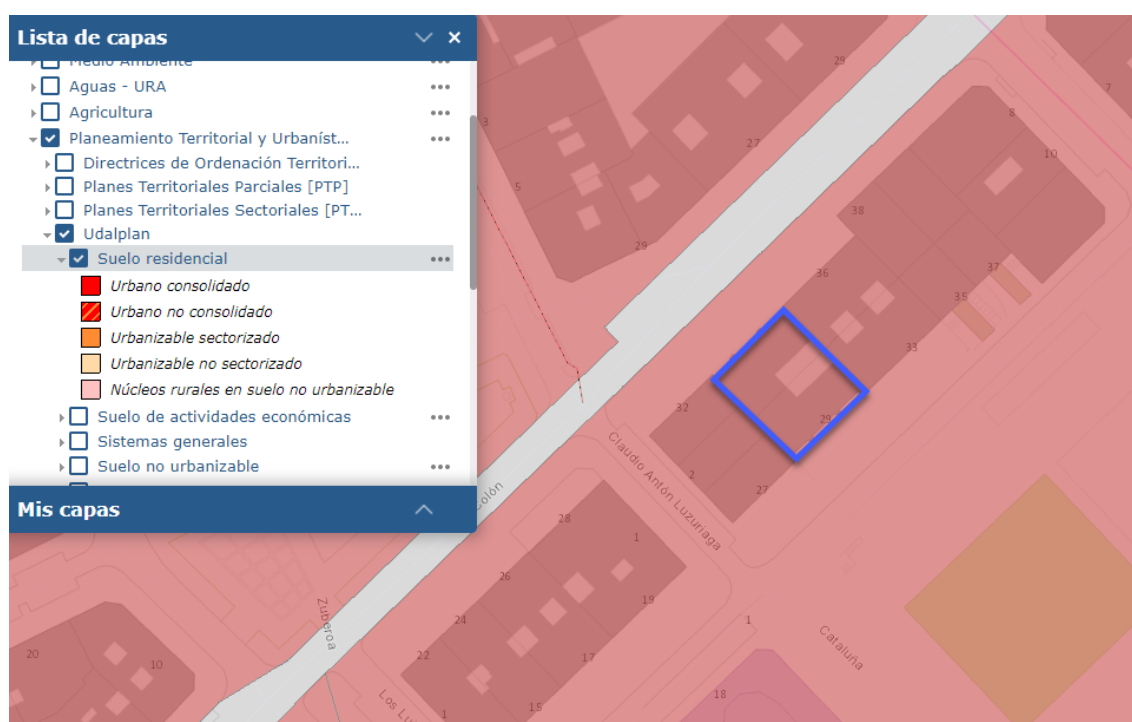 Lista de capas
Medio Ambiente
Aguas - URA
Agricultura
Planeamiento Territorial y Urbaníst...
Directrices de Ordenación Territori...
Planes Territoriales Parciales [PTP]
Planes Territoriales Sectoriales [PT...
Udalplan
Suelo residencial
Urbano consolidado
Urbano no consolidado
Urbanizable sectorizado
Urbanizable no sectorizado
Núcleos rurales en suelo no urbanizable
Suelo de actividades económicas
Sistemas generales
Suelo no urbanizable
Mis capas
29
7
8
3
27
10
5
38
29
37
36
35
33
32
29
Claudio Antón Luzuriaga
2
27
Colón
28
1
26
19
Zuberoa
24
1
Cataluña
20
10
22
17
18
Los Lu
1
15